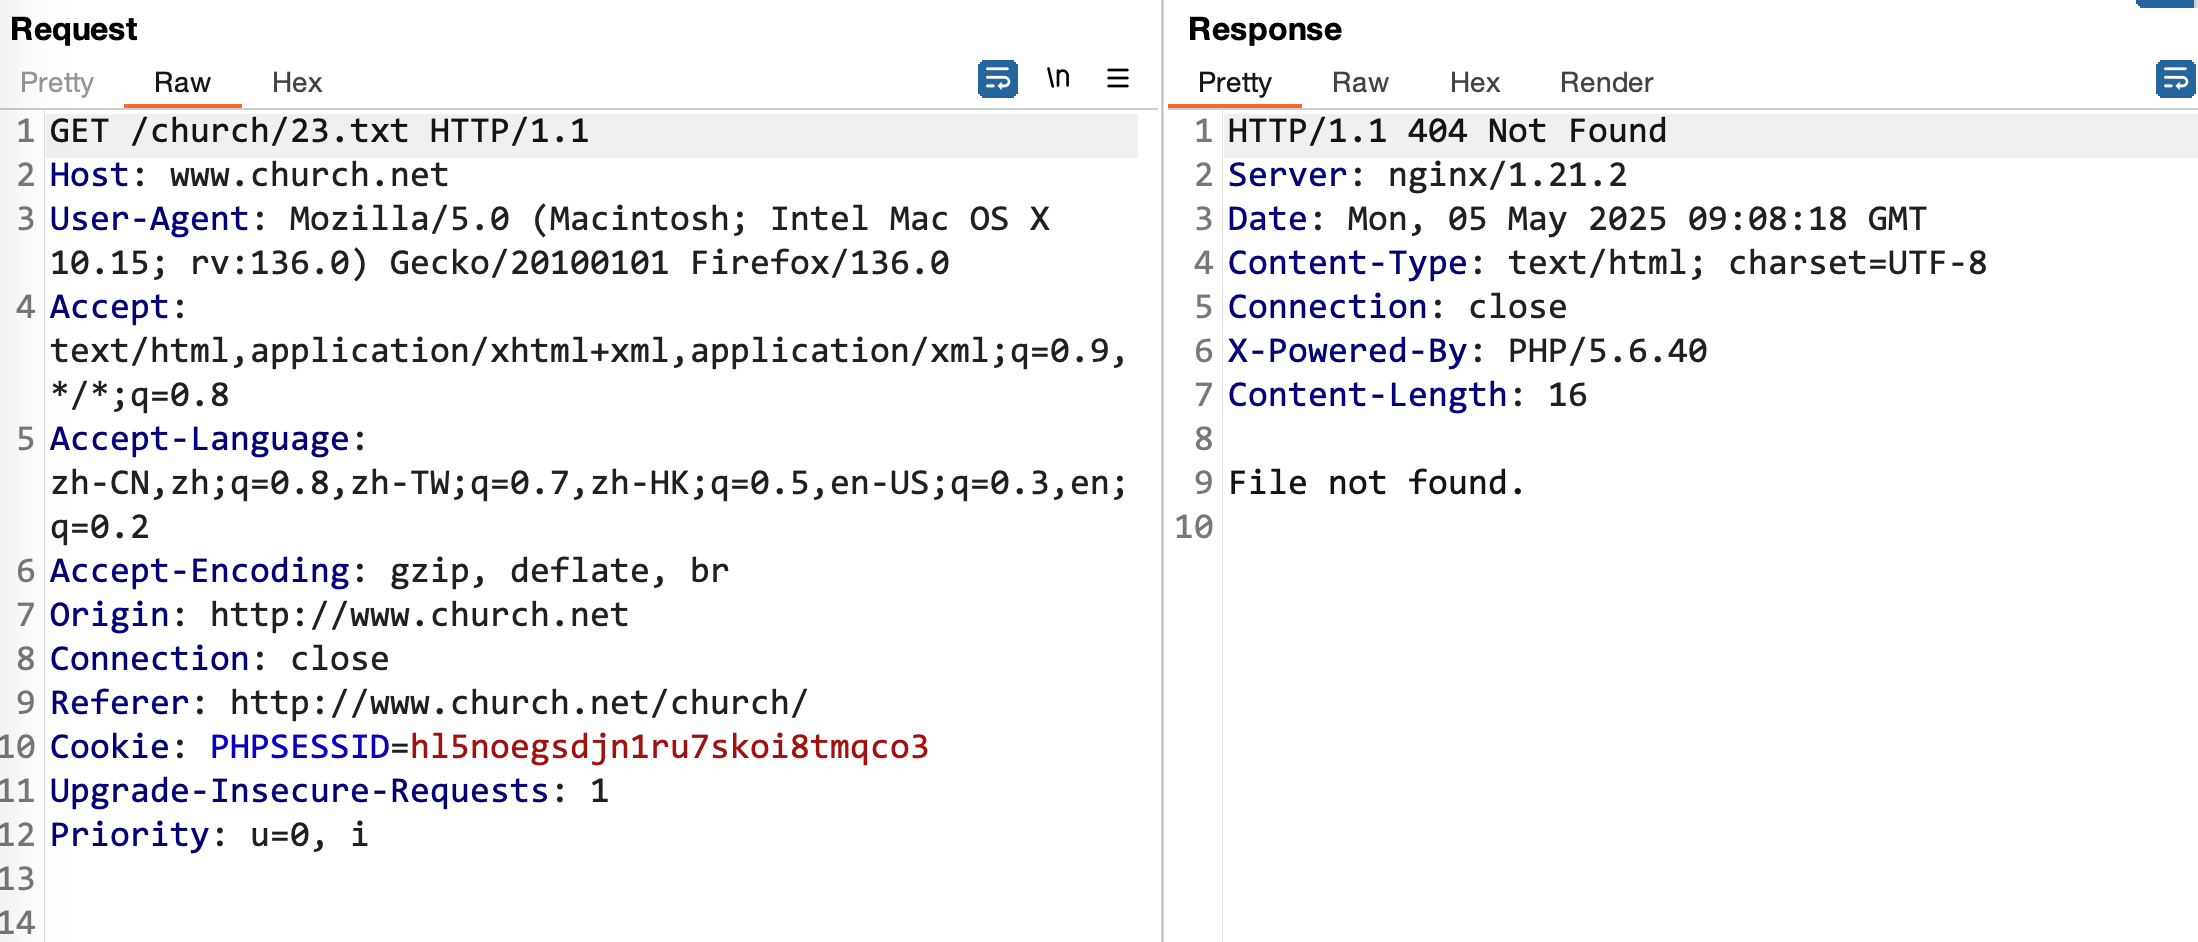 Request
Pretty Raw Hex
\n
1 GET /church/23.txt HTTP/1.1
2 Host: www.church.net
3 User-Agent: Mozilla/5.0 (Macintosh; Intel Mac OS X
10.15; rv:136.0) Gecko/20100101 Firefox/136.0
4 Accept:
text/html,application/xhtml+xml,application/xml;q=0.9,
*/*;q=0.8
5 Accept-Language:
zh-CN,zh;q=0.8,zh-TW;q=0.7,zh-HK;q=0.5,en-US;q=0.3,en;
q=0.2
6 Accept-Encoding: gzip, deflate, br
7 Origin: http://www.church.net
8 Connection: close
9 Referer: http://www.church.net/church/
10 Cookie: PHPSESSID=hl5noegsdjn1ru7skoi8tmqco3
11 Upgrade-Insecure-Requests: 1
12 Priority: u=0, i
13
14
Response
Pretty Raw Hex Render
1 HTTP/1.1 404 Not Found
2 Server: nginx/1.21.2
3 Date: Mon, 05 May 2025 09:08:18 GMT
4 Content-Type: text/html; charset=UTF-8
5 Connection: close
6 X-Powered-By: PHP/5.6.40
7 Content-Length: 16
8
9 File not found.
10